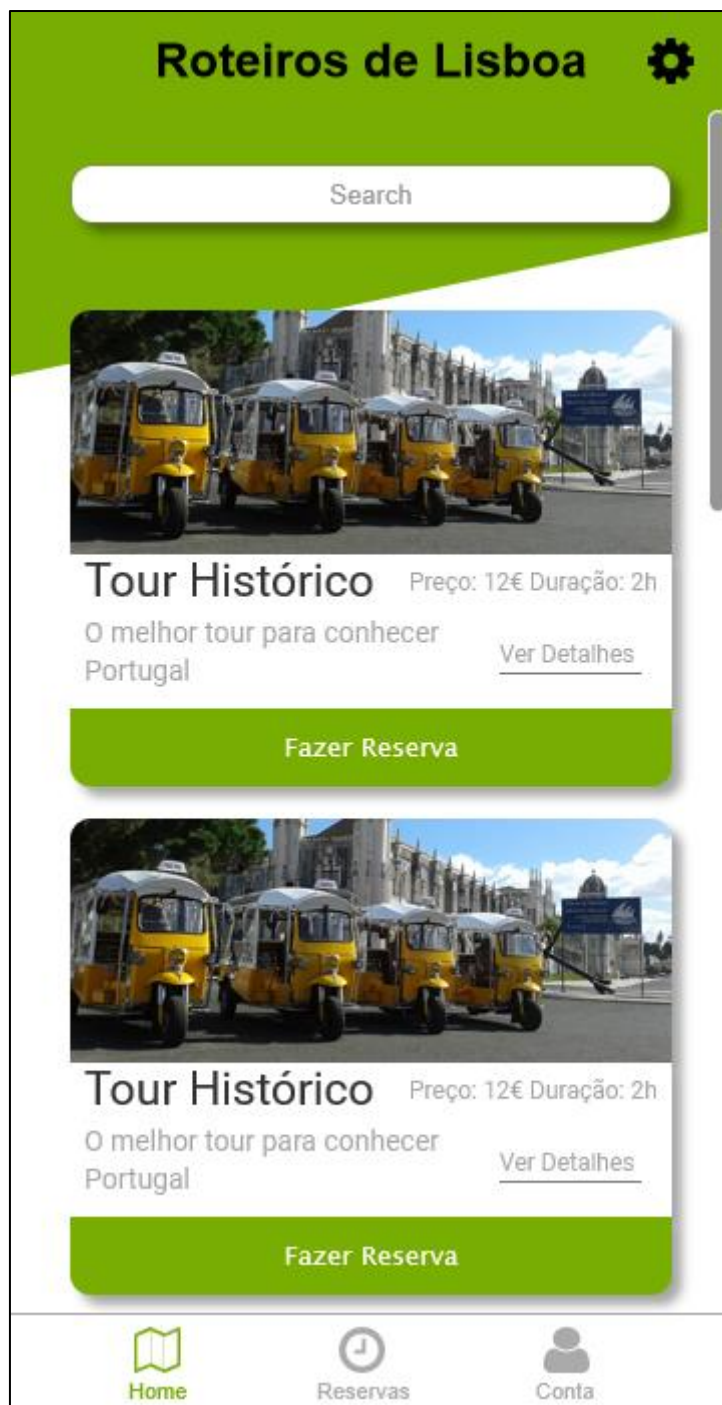 Roteiros de Lisboa
Search
Tour Histórico
Preço: 12€ Duração: 2h
O melhor tour para conhecer
Portugal
Ver Detalhes
Fazer Reserva
Tour Histórico
Preço: 12€ Duração: 2h
O melhor tour para conhecer
Portugal
Ver Detalhes
Fazer Reserva
Home
Reservas
Conta